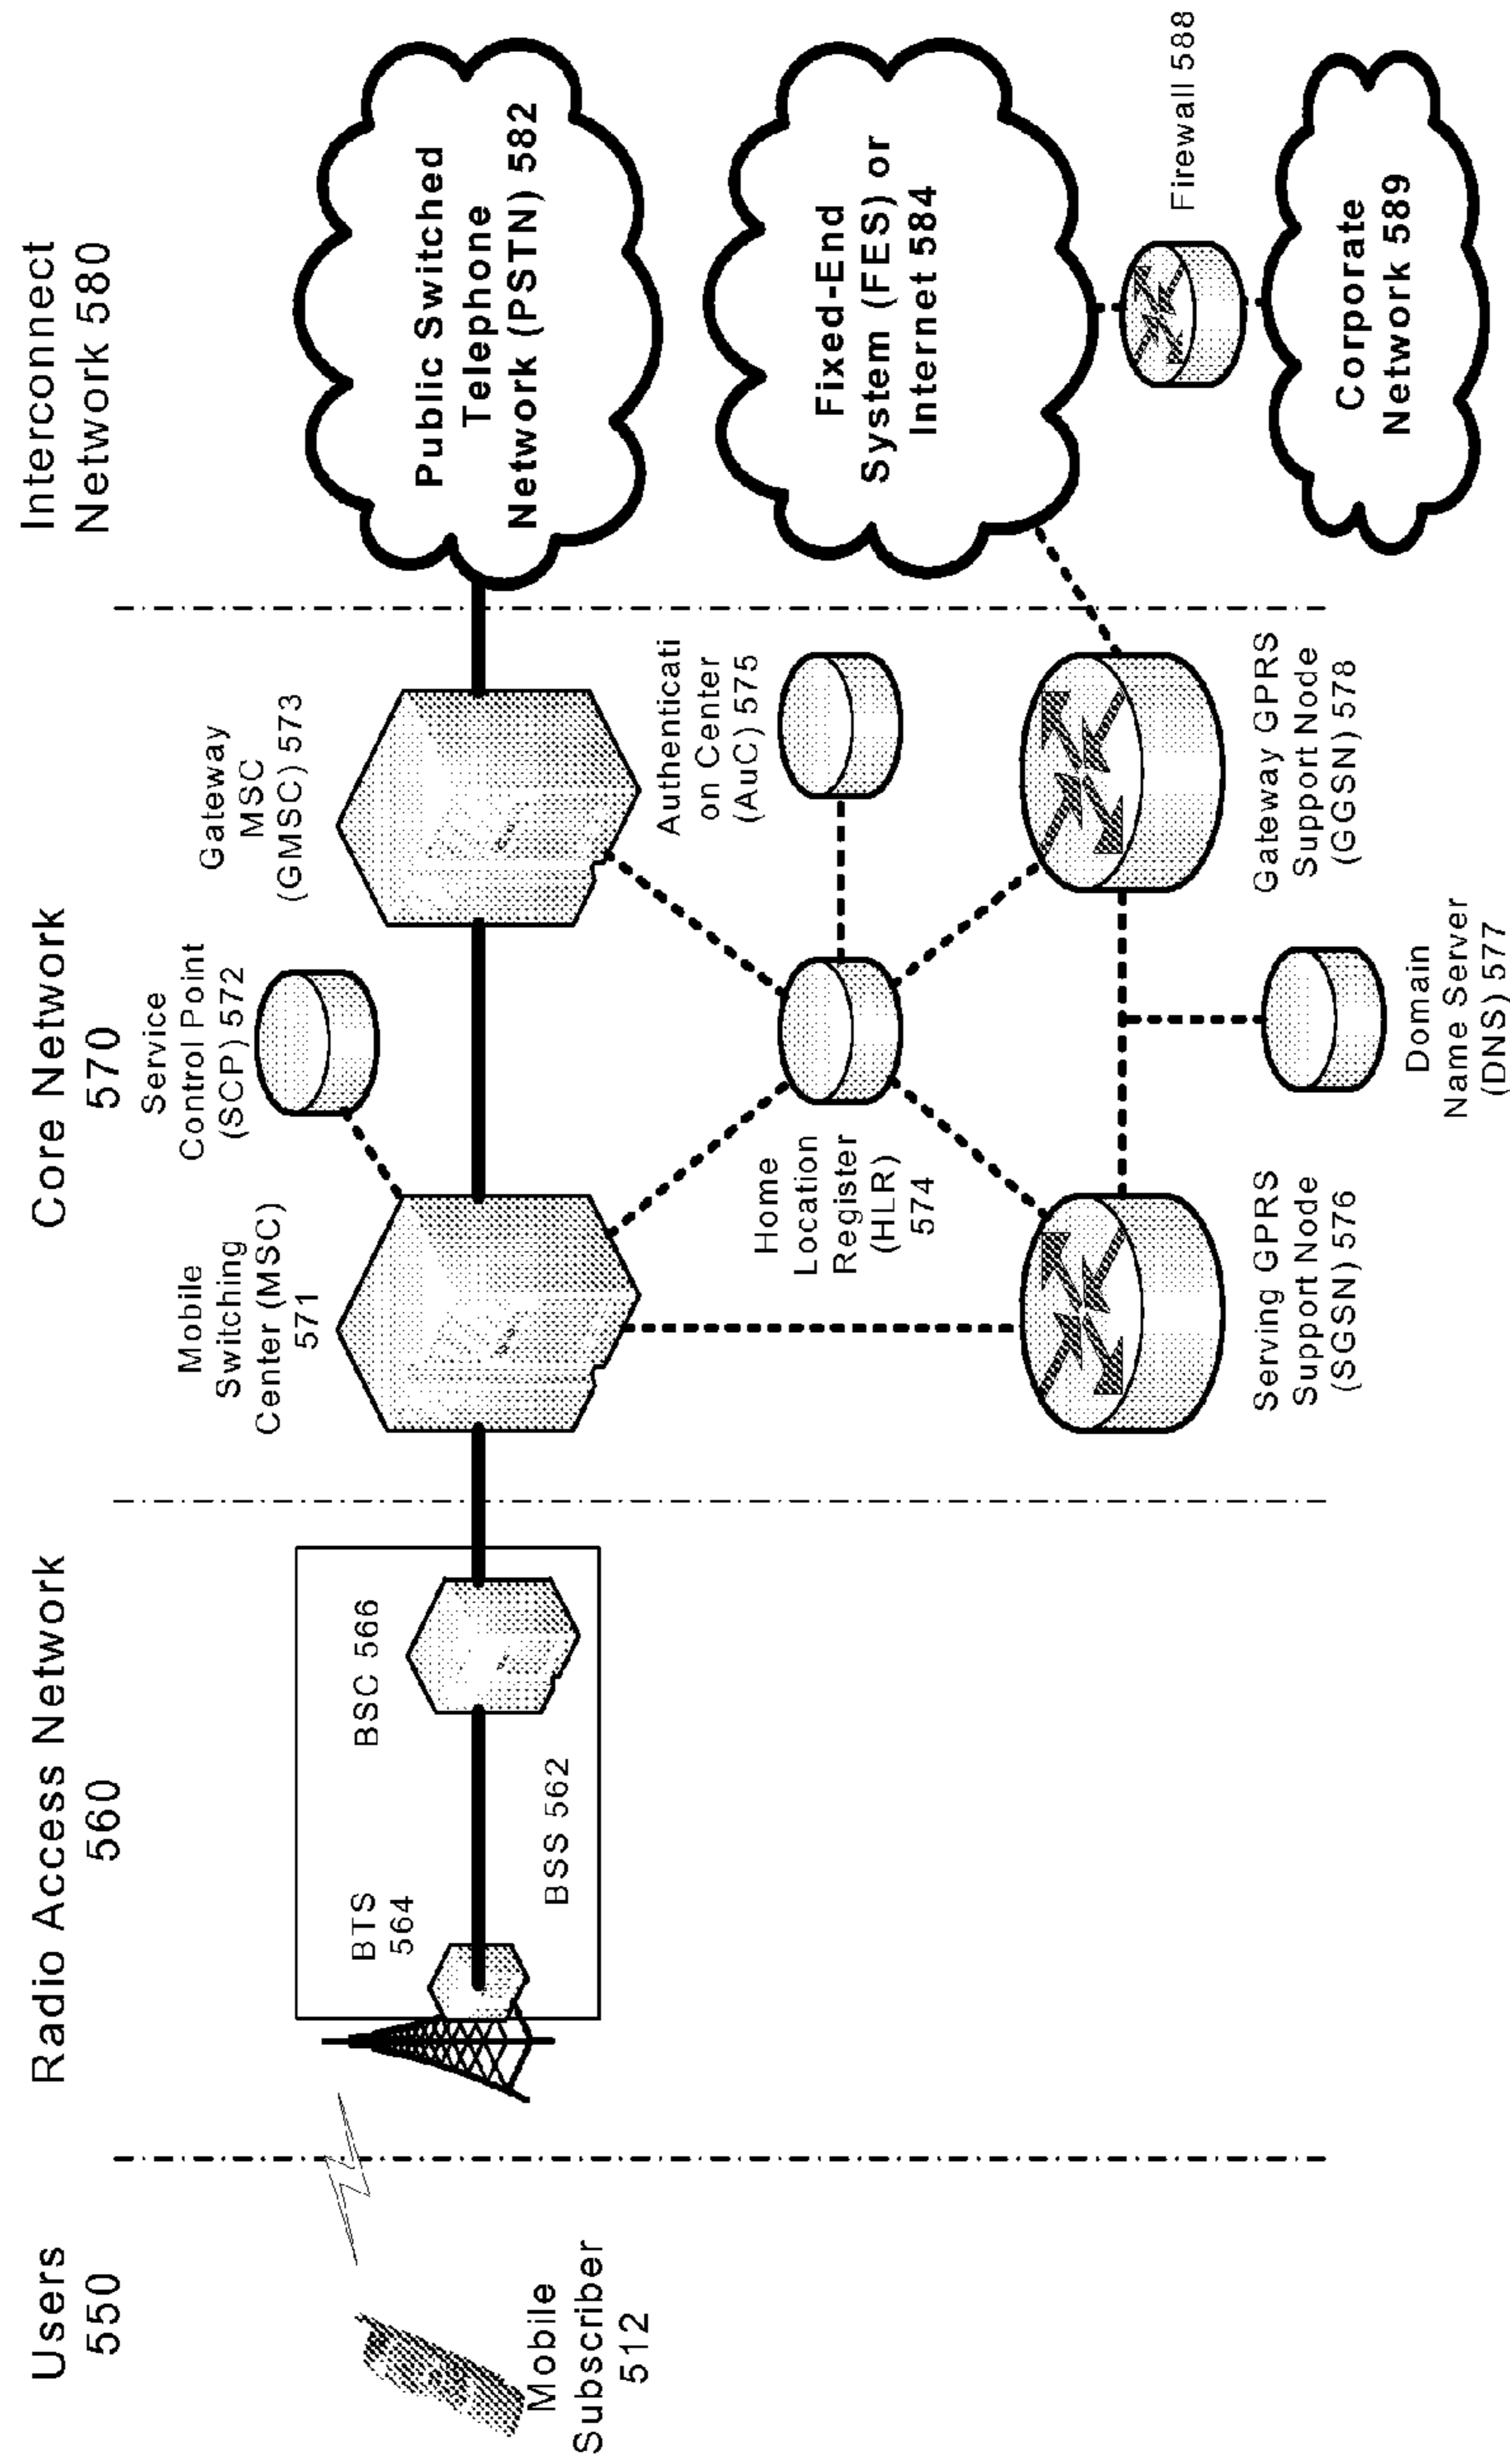 Users
550
Radio Access Network
560
Core Network
570
Interconnect
Network 580
Mobile
Subscriber
512
BTS
564
BSC 566
BSS 562
Mobile
Switching
Center (MSC)
571
Service
Control Point
(SCP) 572
Gateway
MSC
(GMSC) 573
Public Switched
Telephone
Network (PSTN) 582
Home
Location
Register
(HLR)
574
Authenticati
on Center
(AuC) 575
Fixed-End
System (FES) or
Internet 584
Serving GPRS
Support Node
(SGSN) 576
Domain
Name Server
(DNS) 577
Gateway GPRS
Support Node
(GGSN) 578
Firewall 588
Corporate
Network 589